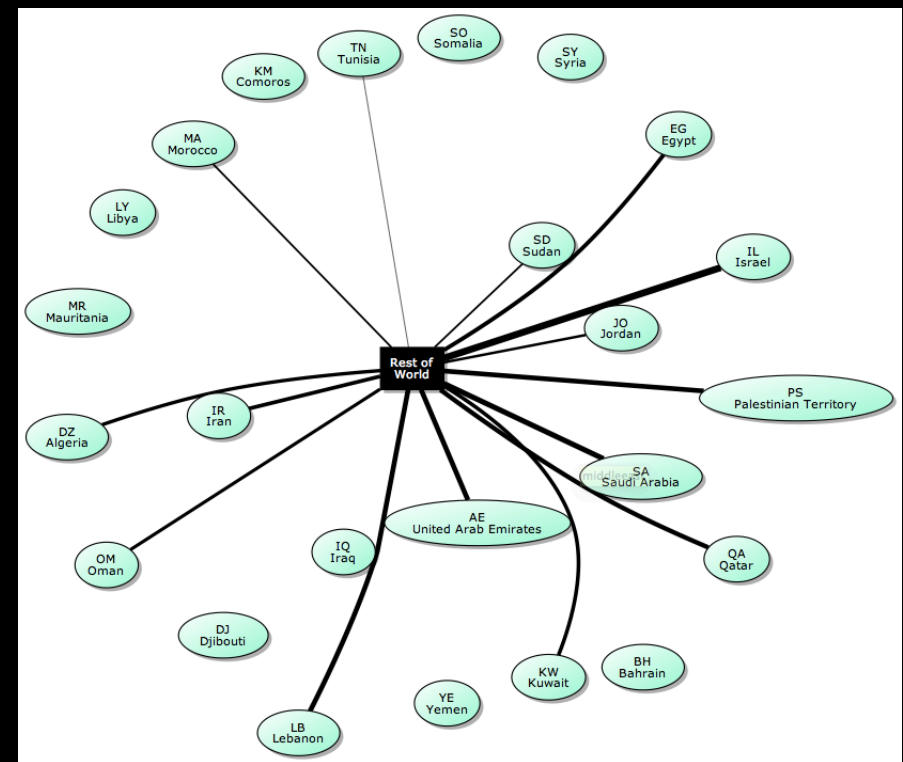 SO
Somalia
TN
Tunisia
SY
Syria
KM
Comoros
EG
Egypt
MA
Morocco
LY
Libya
SD
Sudan
IL
Israel
MR
Mauritania
JO
Jordan
Rest of
World
PS
Palestinian Territory
IR
Iran
DZ
Algeria
SA
Saudi Arabia
AE
United Arab Emirates
IQ
Iraq
OM
Oman
QA
Qatar
DJ
Djibouti
BH
Bahrain
KW
Kuwait
YE
Yemen
LB
Lebanon